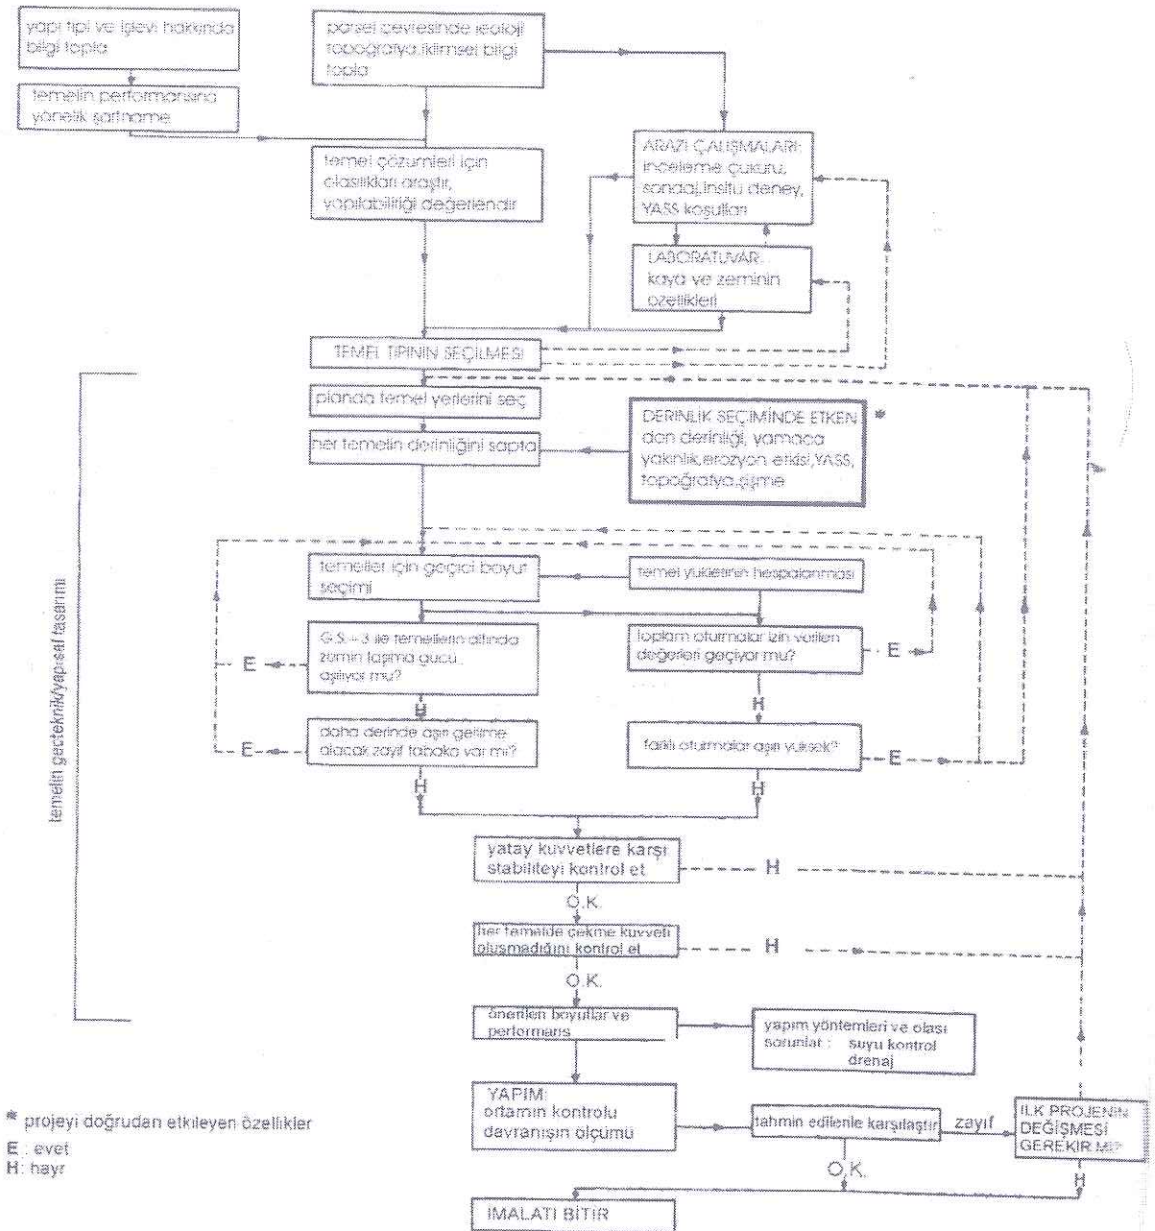 yapı tipi ve işlevi hakkında
bilgi topla
parsel çevresinde jeoloji
topografya, iklimsel bilgi
topla
temelin performansına
yönelik şartname
temel çözümleri için
olasılıkları araştır,
yapılabiliriği değerlendir
ARAZİ ÇALIŞMALARI:
inceleme çukuru,
sondaj, insitu deney,
YASS koşulları
LABORATUVAR:
kaya ve zeminin
özellikleri
TEMEL TİPİNİN SEÇİLMESİ
planda temel yerlerini seç
her temelin derinliğini sapta
DERİNLİK SEÇİMİNDE ETKEN
don derinliği, yamaca
yakınlık, erozyon etkisi, YASS,
topoğrafya, şişme
*
temeller için geçici boyut
seçimi
temel yüklerinin hespalanması
G.S.=3 ile temellerin altında
zemin taşıma gücü
aşılıyor mu?
E
toplam oturmalar izin verilen
değerleri geçiyor mu?
E
H
H
daha derinde aşırı gerilme
alacak zayıf tabaka var mı?
E
farklı oturmalar aşırı yüksek?
E
H
H
temelin geoteknik/yapısal tasarımı
yatay kuvvetlere karşı
stabiliteyi kontrol et
H
O.K.
her temelde çekme kuvveti
oluşmadığını kontrol et
H
O.K.
önerilen boyutlar ve
performans
yapım yöntemleri ve olası
sorunlar : suyu kontrol
drenaj
YAPIM:
ortamın kontrolu
davranışın ölçümü
tahmin edilenle karşılaştır
zayıf
İLK PROJENİN
DEĞİŞMESİ
GEREKİR Mİ?
O.K.
H
İMALATI BİTİR
* projeyi doğrudan etkileyen özellikler
E : evet
H: hayr